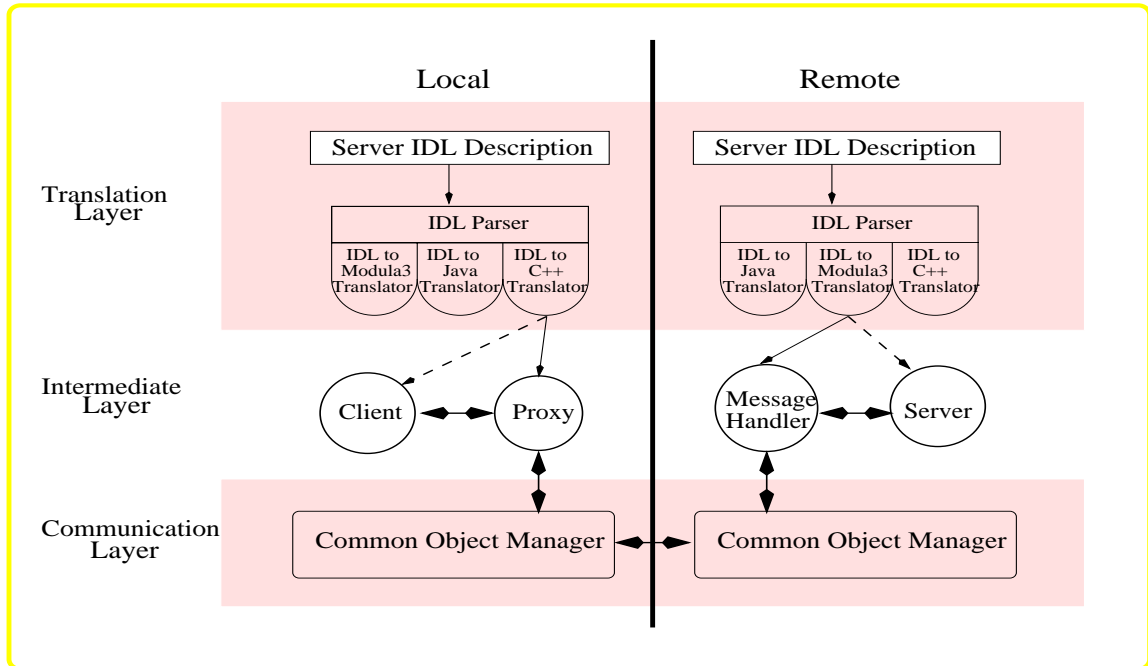 Local
Remote
Translation
Layer
Server IDL Description
IDL Parser
IDL to
Modula3
Translator
IDL to
Java
Translator
IDL to
C++
Translator
Server IDL Description
IDL Parser
IDL to
Java
Translator
IDL to
Modula3
Translator
IDL to
C++
Translator
Intermediate
Layer
Client
Proxy
Message
Handler
Server
Communication
Layer
Common Object Manager
Common Object Manager